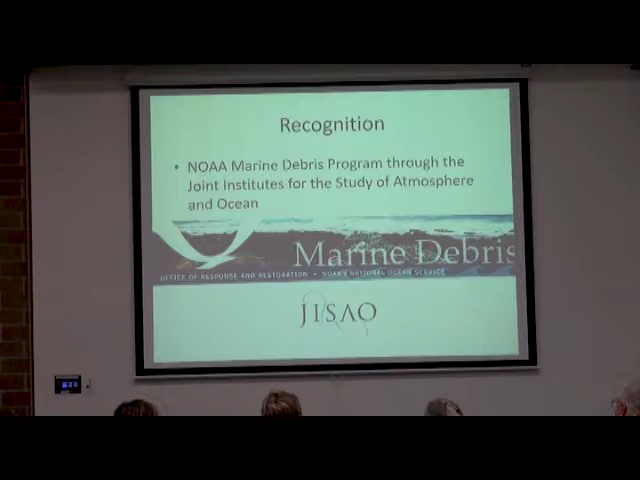 Recognition
• NOAA Marine Debris Program through the
Joint Institutes for the Study of Atmosphere
and Ocean
Marine Debris
OFFICE OF RESPONSE AND RESTORATION • NOAA'S NATIONAL OCEAN SERVICE
JISAO